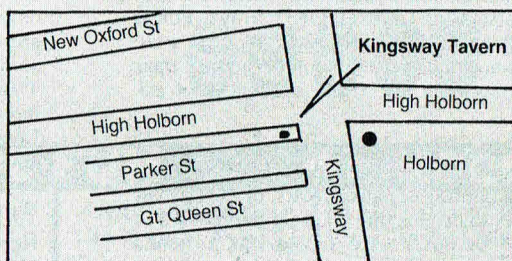 New Oxford St
Kingsway Tavern
High Holborn
High Holborn
Parker St
Holborn
Gt. Queen St
Kingsway